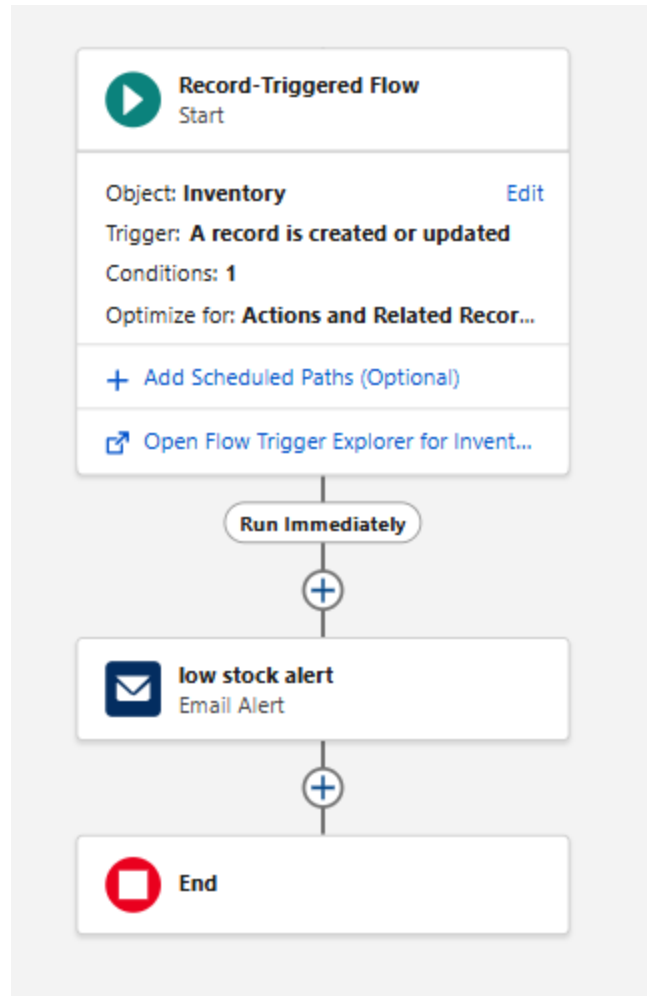 Record-Triggered Flow
Start
Object: Inventory
Edit
Trigger: A record is created or updated
Conditions: 1
Optimize for: Actions and Related Recor...
Add Scheduled Paths (Optional)
Open Flow Trigger Explorer for Invent...
Run Immediately
low stock alert
Email Alert
End